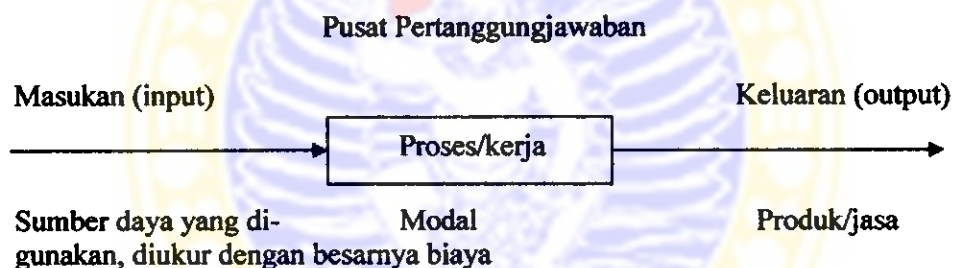 Pusat Pertanggungjawaban
Masukan (input) Keluaran (output)
Proses/kerja
Sumber daya yang di- Modal Produk/jasa
gunakan, diukur dengan besarnya biaya